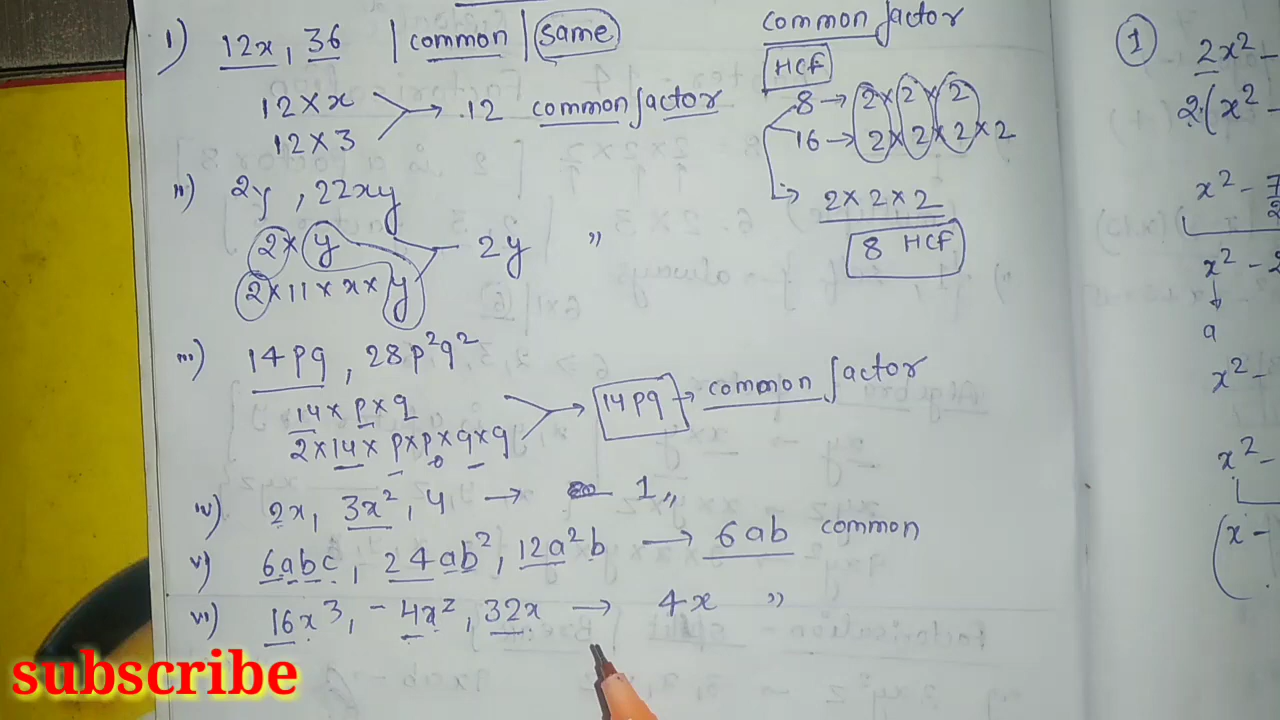 i) 12x, 36 | common | same
12 × x → 12 common factor
12 × 3
ii) 2y, 22xy
2 × y 2y "
2 × 11 × x × y
iii) 14pq, 28p²q²
14 × p × q → 14pq → common factor
2 × 14 × p × p × q × q
iv) 2x, 3x², 4 → 1 "
v) 6abc, 24ab², 12a²b → 6ab common
vi) 16x³, -4x², 32x → 4x "
common factor
HCF
8 → 2 × 2 × 2
16 → 2 × 2 × 2 × 2
→ 2 × 2 × 2
8 HCF
1 2x² -
2(x² -
x² - 7/2
x² - 2
↓
a
x² -
x² -
(x -
subscribe